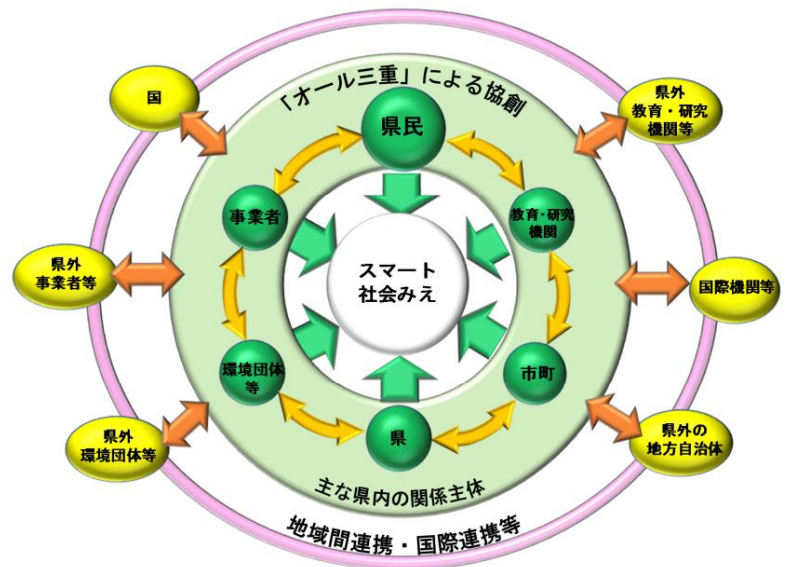 「オール三重」による協創
国
県外
教育・研究
機関等
県民
事業者
教育・研究
機関
スマート
社会みえ
県外
事業者等
国際機関等
環境団体
等
市町
県
県外
環境団体等
県外の
地方自治体
主な県内の関係主体
地域間連携・国際連携等